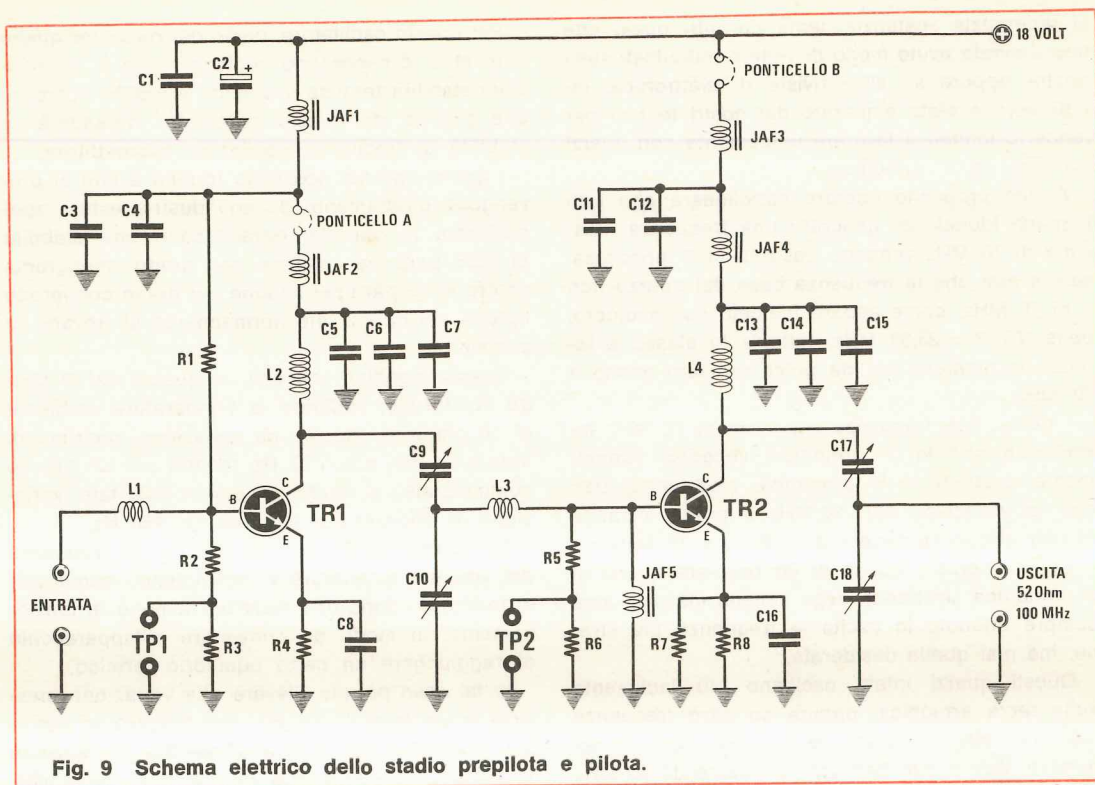 18 VOLT
C1 C2 +
PONTICELLO B
JAF1 JAF3
C3 C4 C11 C12
PONTICELLO A
JAF2 JAF4
R1 C5 C6 C7 C13 C14 C15
L2 L4
C9 C17
L1 B C TR1 L3 B C TR2
E E
R2 R5
ENTRATA C10 JAF5 C18 USCITA
52 Ohm
100 MHz
TP1 R3 R4 C8 TP2 R6 R7 R8 C16
Fig. 9 Schema elettrico dello stadio prepilota e pilota.